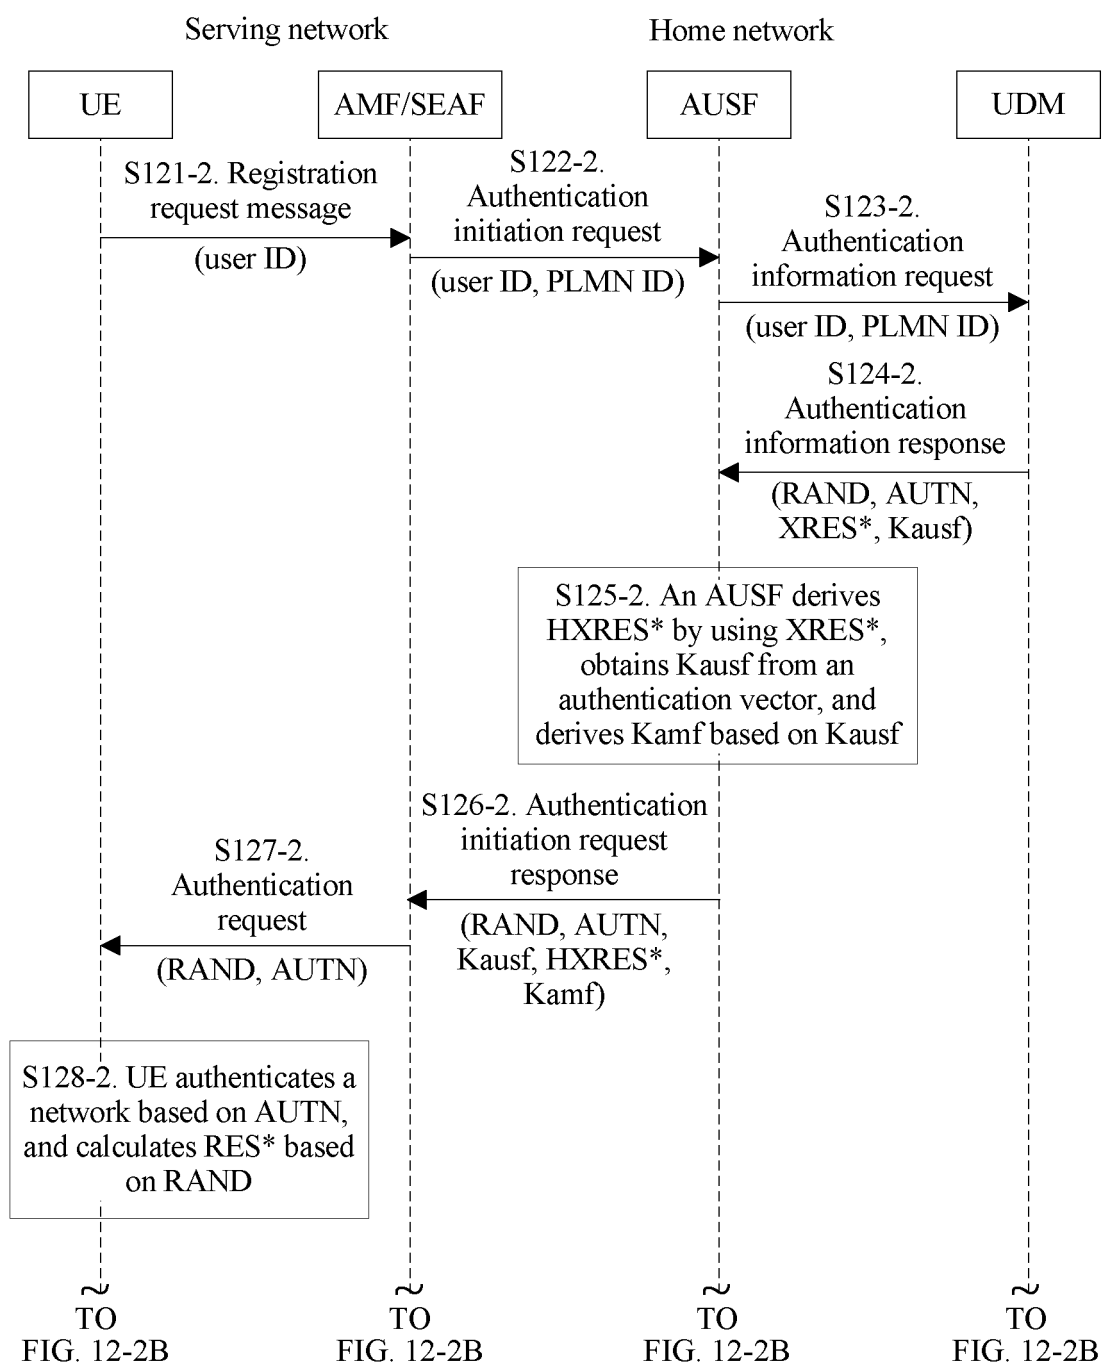 Serving network
Home network
UE
AMF/SEAF
AUSF
UDM
S121-2. Registration
request message
(user ID)
S122-2.
Authentication
initiation request
(user ID, PLMN ID)
S123-2.
Authentication
information request
(user ID, PLMN ID)
S124-2.
Authentication
information response
(RAND, AUTN,
XRES*, Kausf)
S125-2. An AUSF derives
HXRES* by using XRES*,
obtains Kausf from an
authentication vector, and
derives Kamf based on Kausf
S126-2. Authentication
initiation request
response
(RAND, AUTN,
Kausf, HXRES*,
Kamf)
S127-2.
Authentication
request
(RAND, AUTN)
S128-2. UE authenticates a
network based on AUTN,
and calculates RES* based
on RAND
TO
FIG. 12-2B
TO
FIG. 12-2B
TO
FIG. 12-2B
TO
FIG. 12-2B